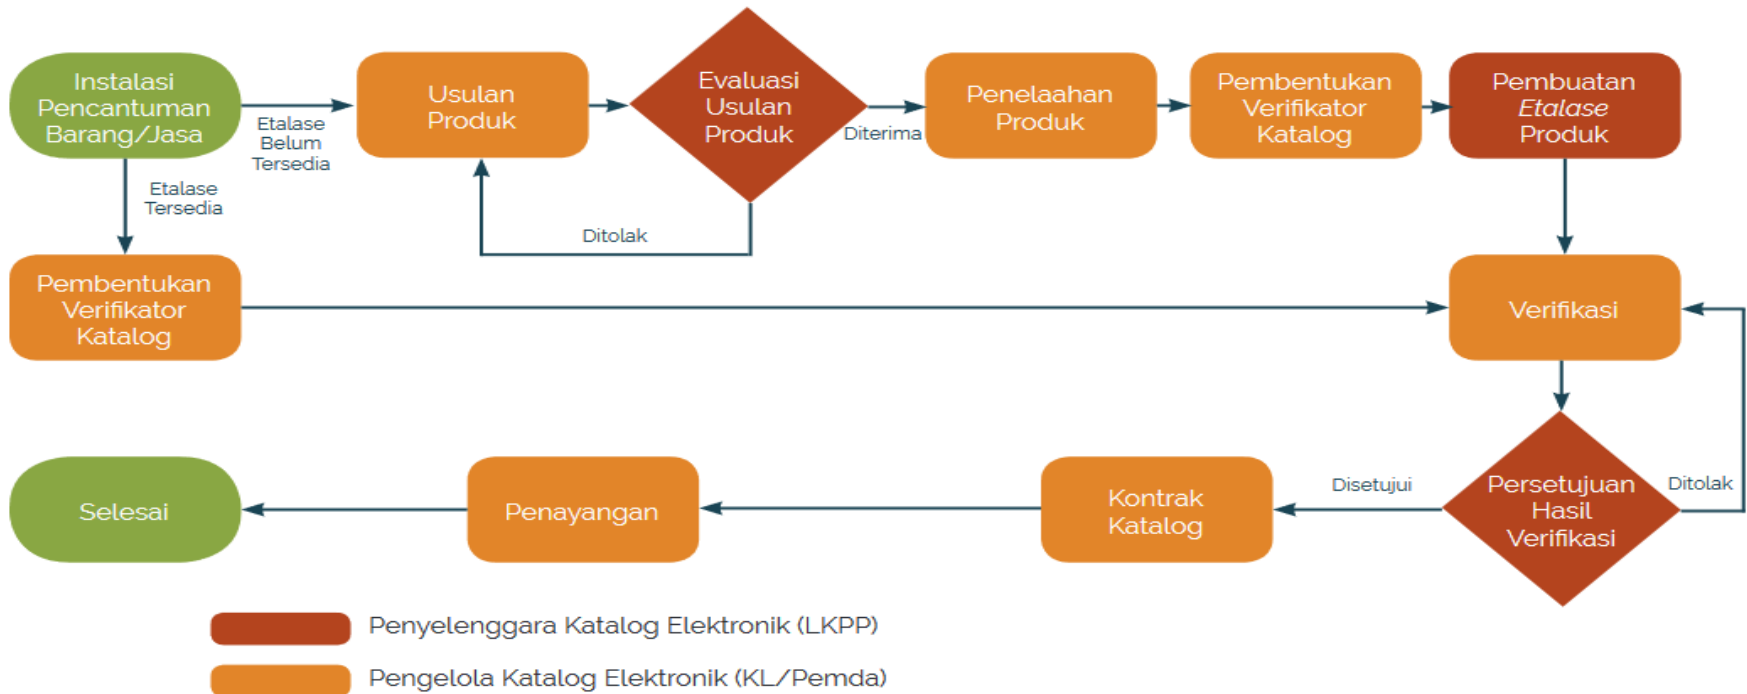 Instalasi
Pencantuman
Barang/Jasa
Etalase
Belum
Tersedia
Usulan
Produk
Evaluasi
Usulan
Produk
Diterima
Penelaahan
Produk
Pembentukan
Verifikator
Katalog
Pembuatan
Etalase
Produk
Etalase
Tersedia
Ditolak
Pembentukan
Verifikator
Katalog
Verifikasi
Selesai
Penayangan
Kontrak
Katalog
Disetujui
Persetujuan
Hasil
Verifikasi
Ditolak
Penyelenggara Katalog Elektronik (LKPP)
Pengelola Katalog Elektronik (KL/Pemda)